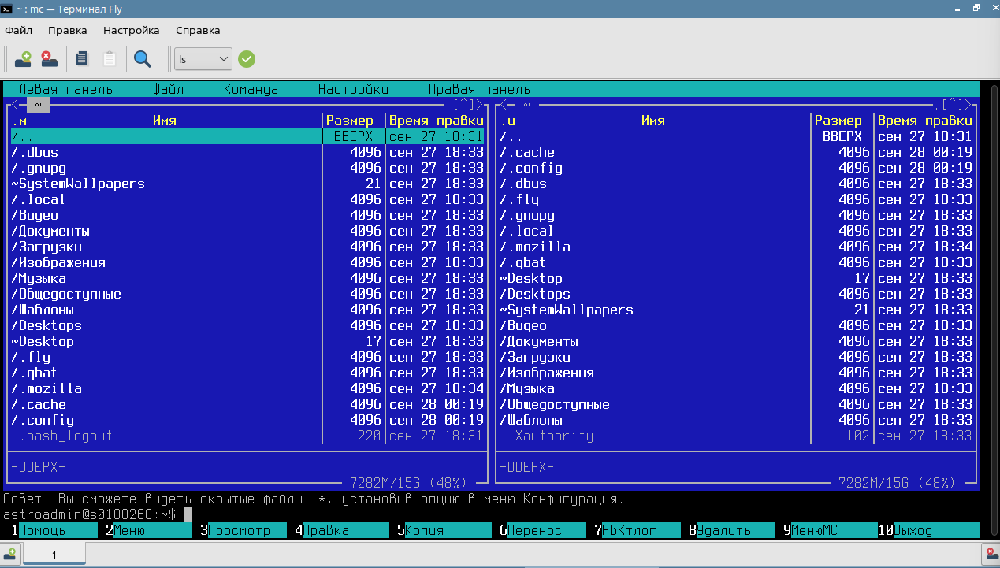 ~ : mc — Терминал Fly
Файл Правка Настройка Справка
ls
Левая панель Файл Команда Настройки Правая панель
<─ ~ ──.[^]> <─ ~ ──.[^]>
.м Имя Размер Время правки .и Имя Размер Время правки
/.. -ВВЕРХ- сен 27 18:31 /.. -ВВЕРХ- сен 27 18:31
/.dbus 4096 сен 27 18:33 /.cache 4096 сен 28 00:19
/.gnupg 4096 сен 27 18:33 /.config 4096 сен 28 00:19
~SystemWallpapers 21 сен 27 18:33 /.dbus 4096 сен 27 18:33
/.local 4096 сен 27 18:33 /.fly 4096 сен 27 18:33
/Видео 4096 сен 27 18:33 /.gnupg 4096 сен 27 18:33
/Документы 4096 сен 27 18:33 /.local 4096 сен 27 18:33
/Загрузки 4096 сен 27 18:33 /.mozilla 4096 сен 27 18:34
/Изображения 4096 сен 27 18:33 /.qbat 4096 сен 27 18:33
/Музыка 4096 сен 27 18:33 ~Desktop 17 сен 27 18:33
/Общедоступные 4096 сен 27 18:33 /Desktops 4096 сен 27 18:33
/Шаблоны 4096 сен 27 18:33 ~SystemWallpapers 21 сен 27 18:33
/Desktops 4096 сен 27 18:33 /Видео 4096 сен 27 18:33
~Desktop 17 сен 27 18:33 /Документы 4096 сен 27 18:33
/.fly 4096 сен 27 18:33 /Загрузки 4096 сен 27 18:33
/.qbat 4096 сен 27 18:33 /Изображения 4096 сен 27 18:33
/.mozilla 4096 сен 27 18:34 /Музыка 4096 сен 27 18:33
/.cache 4096 сен 28 00:19 /Общедоступные 4096 сен 27 18:33
/.config 4096 сен 28 00:19 /Шаблоны 4096 сен 27 18:33
.bash_logout 220 сен 27 18:31 .Xauthority 102 сен 27 18:33
-ВВЕРХ- -ВВЕРХ-
7282M/15G (48%) 7282M/15G (48%)
Совет: Вы сможете видеть скрытые файлы .*, установив опцию в меню Конфигурация.
astroadmin@s0188268:~$
1Помощь 2Меню 3Просмотр 4Правка 5Копия 6Перенос 7НВКтлог 8Удалить 9МенюMC 10Выход
1